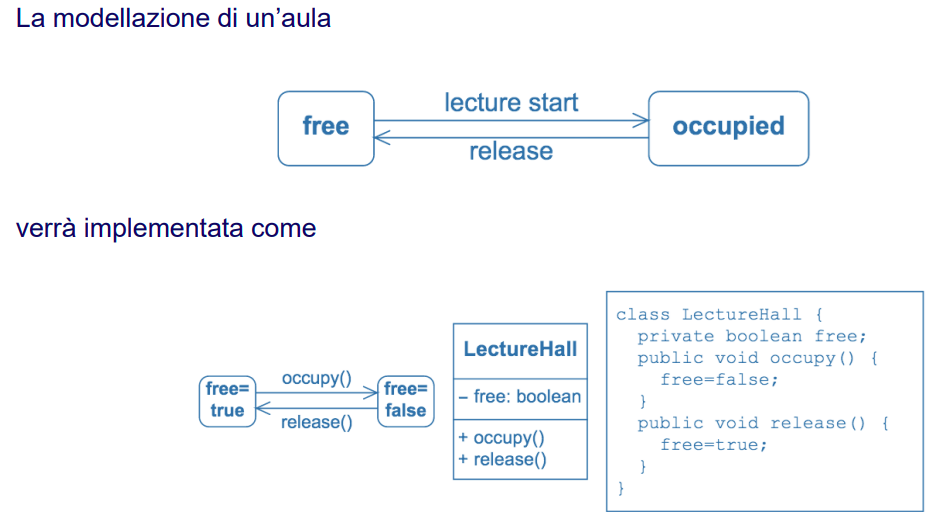 La modellazione di un’aula
lecture start
free
occupied
release
verrà implementata come
free=
true
occupy()
release()
free=
false
LectureHall
– free: boolean
+ occupy()
+ release()
class LectureHall {
private boolean free;
public void occupy() {
free=false;
}
public void release() {
free=true;
}
}